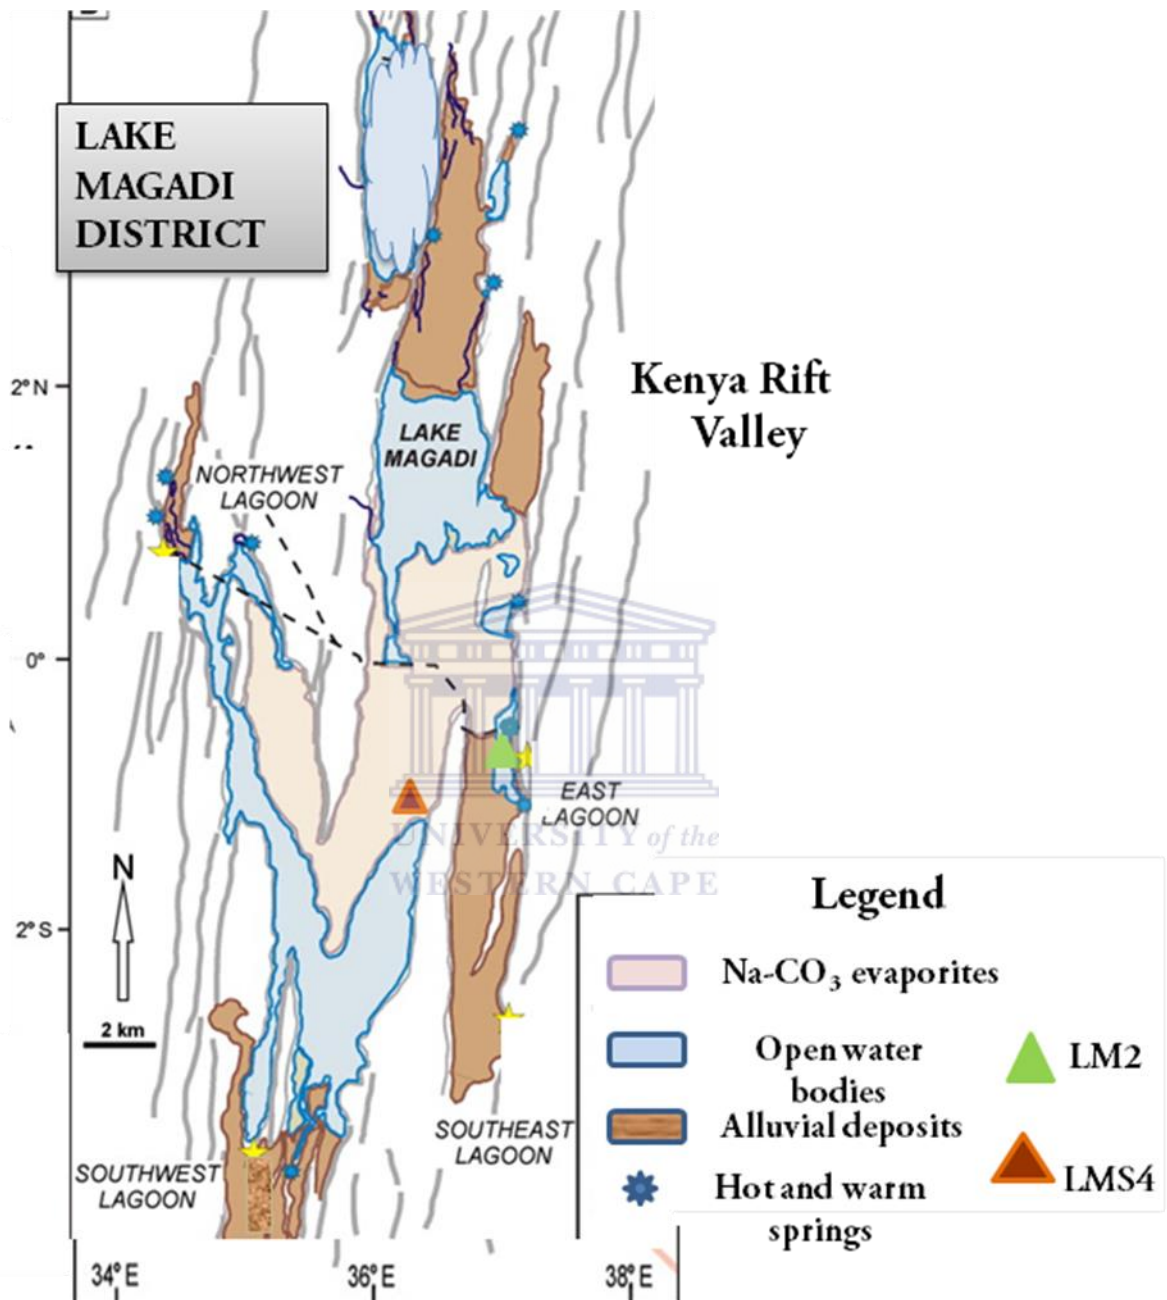 LAKE
MAGADI
DISTRICT
Kenya Rift
Valley
2°N
LAKE
MAGADI
NORTHWEST
LAGOON
0°
EAST
LAGOON
UNIVERSITY of the
WESTERN CAPE
N
2°S
2 km
Legend
Na-CO₃ evaporites
Open water
bodies
LM2
Alluvial deposits
LMS4
Hot and warm
springs
SOUTHEAST
LAGOON
SOUTHWEST
LAGOON
34°E
36°E
38°E